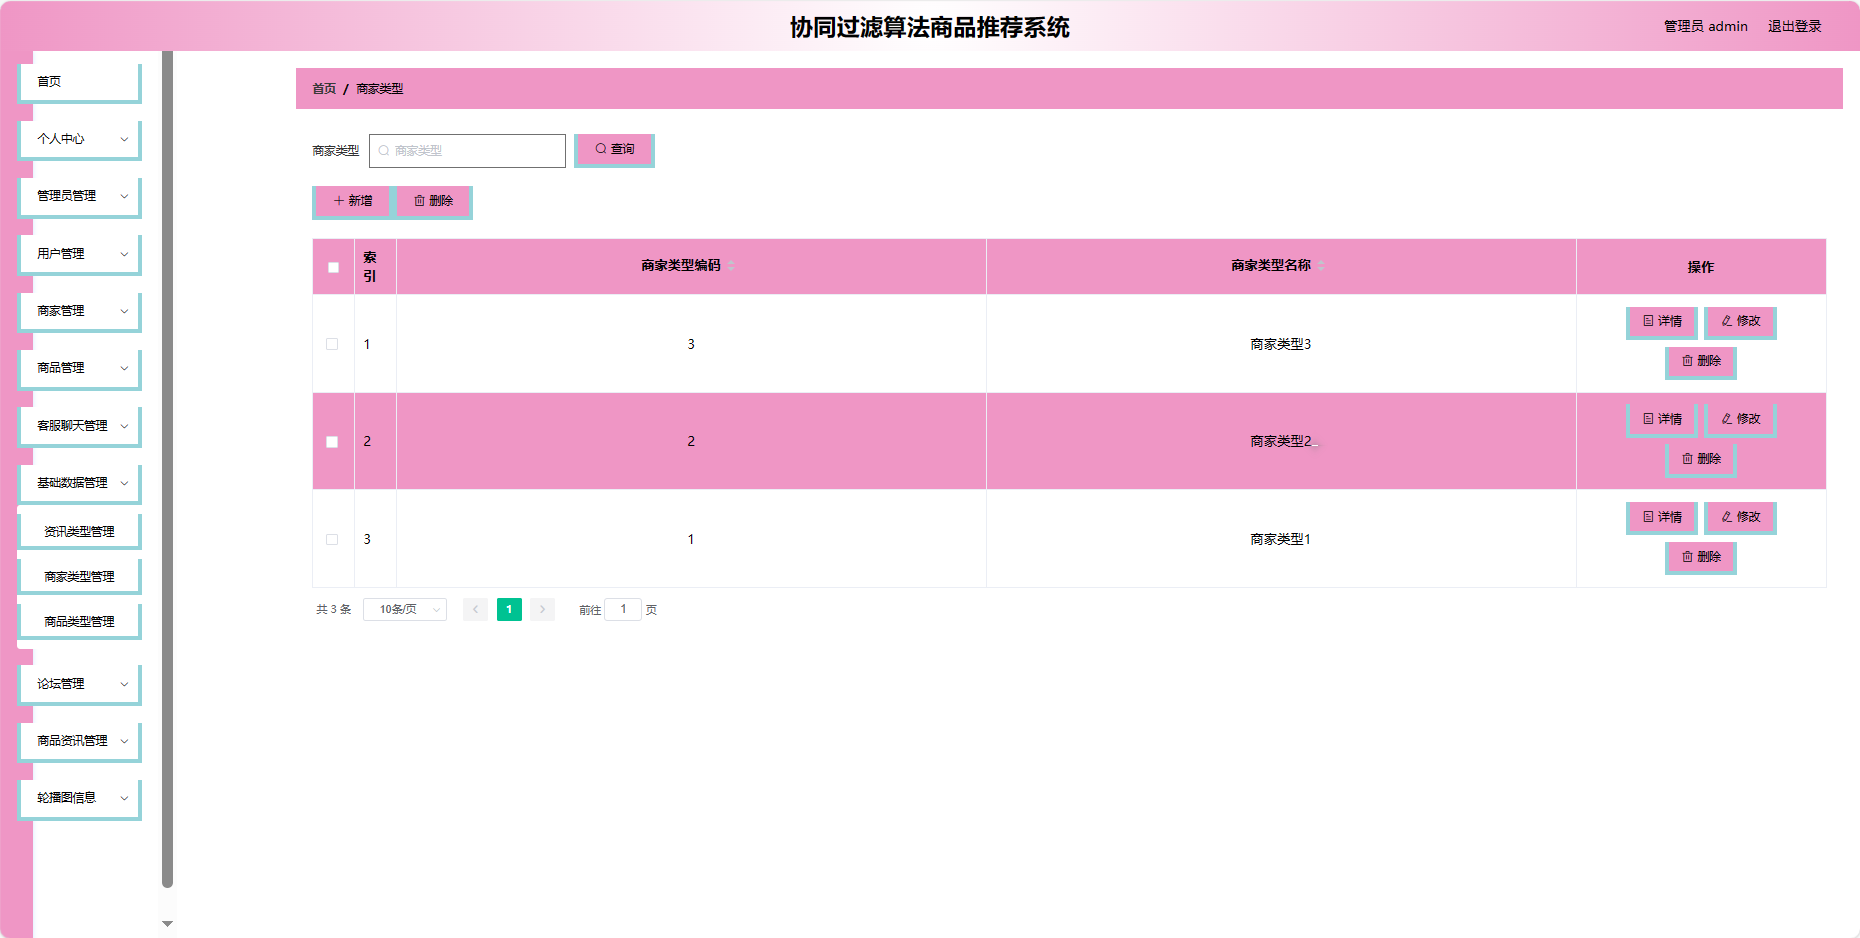 协同过滤算法商品推荐系统
管理员 admin 退出登录
首页
个人中心
管理员管理
用户管理
商家管理
商品管理
客服聊天管理
基础数据管理
资讯类型管理
商家类型管理
商品类型管理
论坛管理
商品资讯管理
轮播图信息
首页 / 商家类型
商家类型 商家类型 查询
新增 删除
索引 商家类型编码 商家类型名称 操作
1 3 商家类型3 详情 修改
删除
2 2 商家类型2 详情 修改
删除
3 1 商家类型1 详情 修改
删除
共 3 条 10条/页 1 前往 1 页